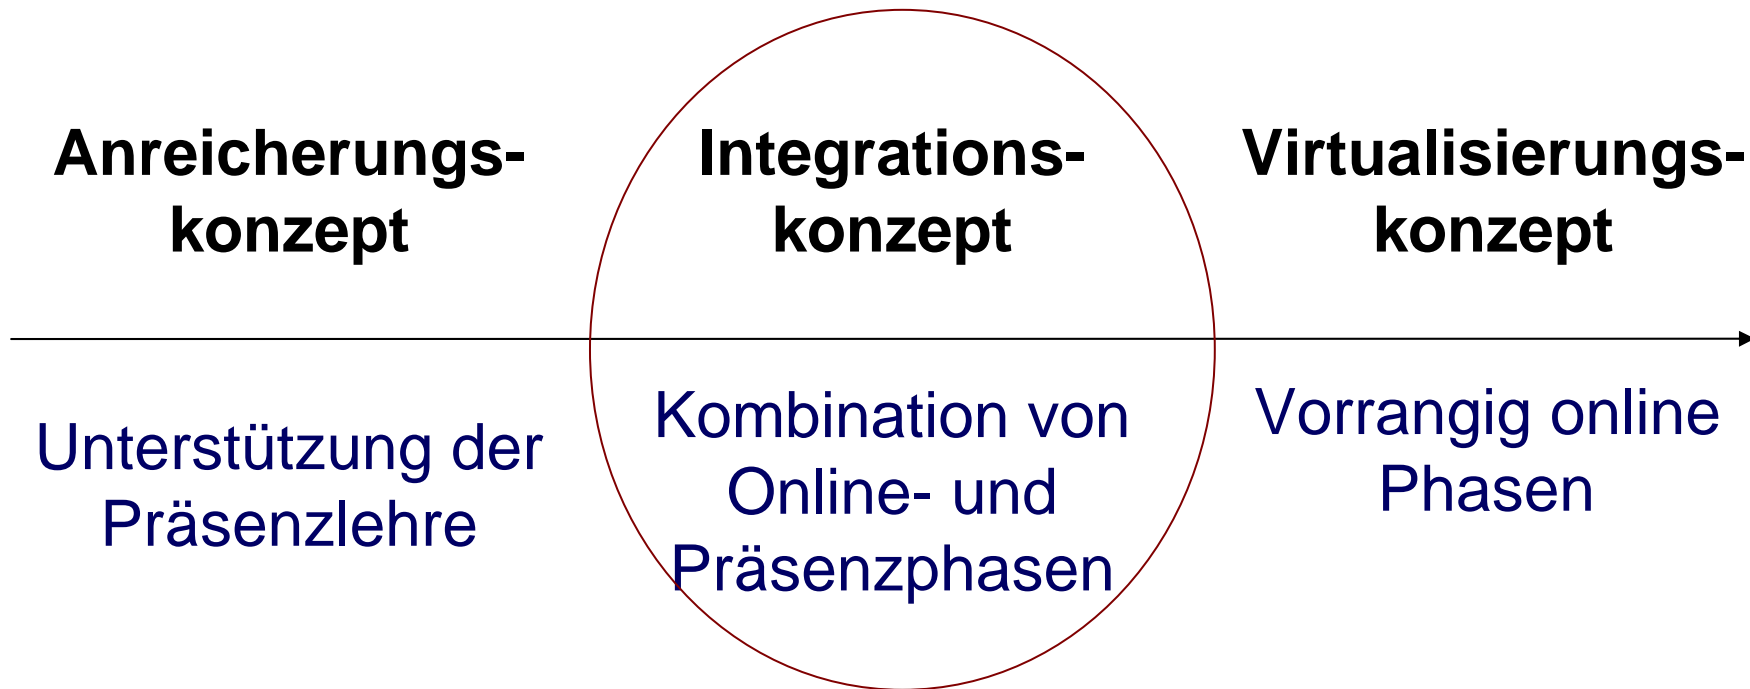 Anreicherungs-
konzept
Integrations-
konzept
Virtualisierungs-
konzept
Unterstützung der
Präsenzlehre
Kombination von
Online- und
Präsenzphasen
Vorrangig online
Phasen